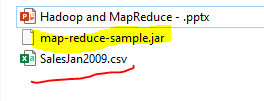 Hadoop and MapReduce - .pptx
map-reduce-sample.jar
SalesJan2009.csv